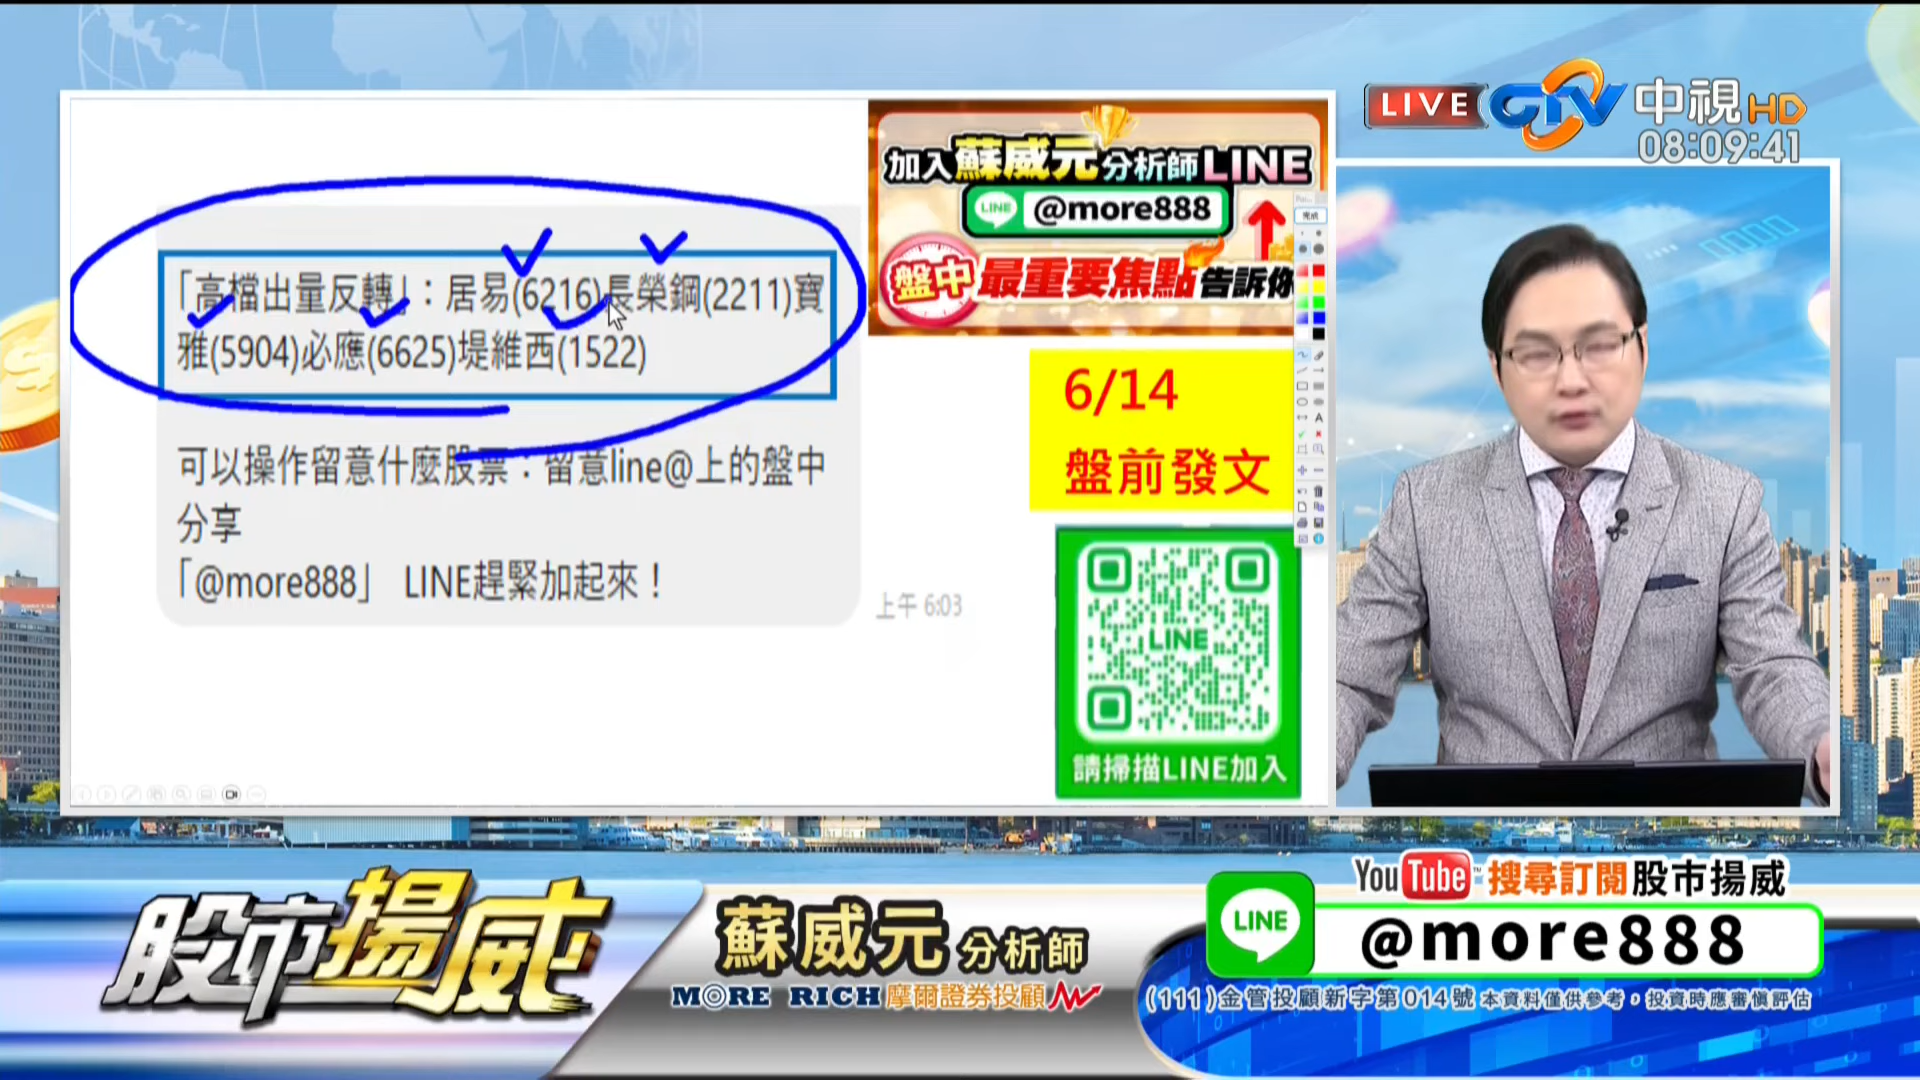 LIVE
CTV 中視 HD
08:09:41
加入蘇威元分析師LINE
LINE @more888
盤中最重要焦點告訴你
完成
「高檔出量反轉」：居易(6216)長榮鋼(2211)寶
雅(5904)必應(6625)堤維西(1522)
可以操作留意什麼股票：留意line@上的盤中
分享
「@more888」 LINE趕緊加起來！
上午 6:03
6/14
盤前發文
LINE
請掃描LINE加入
股市揚威
蘇威元 分析師
MORE RICH 摩爾證券投顧
YouTube 搜尋訂閱 股市揚威
LINE
@more888
(111)金管投顧新字第014號 本資料僅供參考，投資時應審慎評估